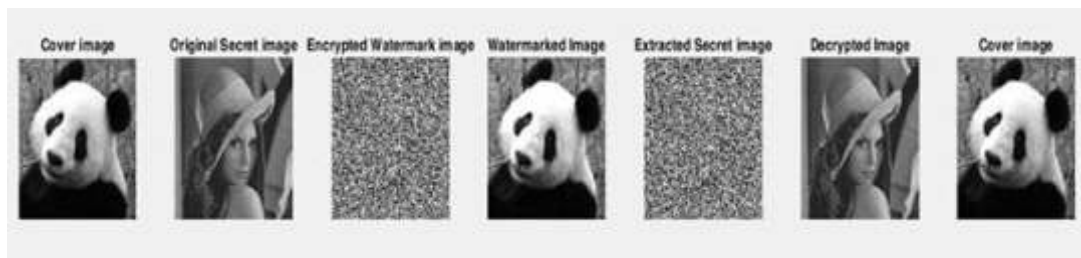 Cover image
Original Secret image
Encrypted Watermark image
Watermarked Image
Extracted Secret image
Decrypted Image
Cover image